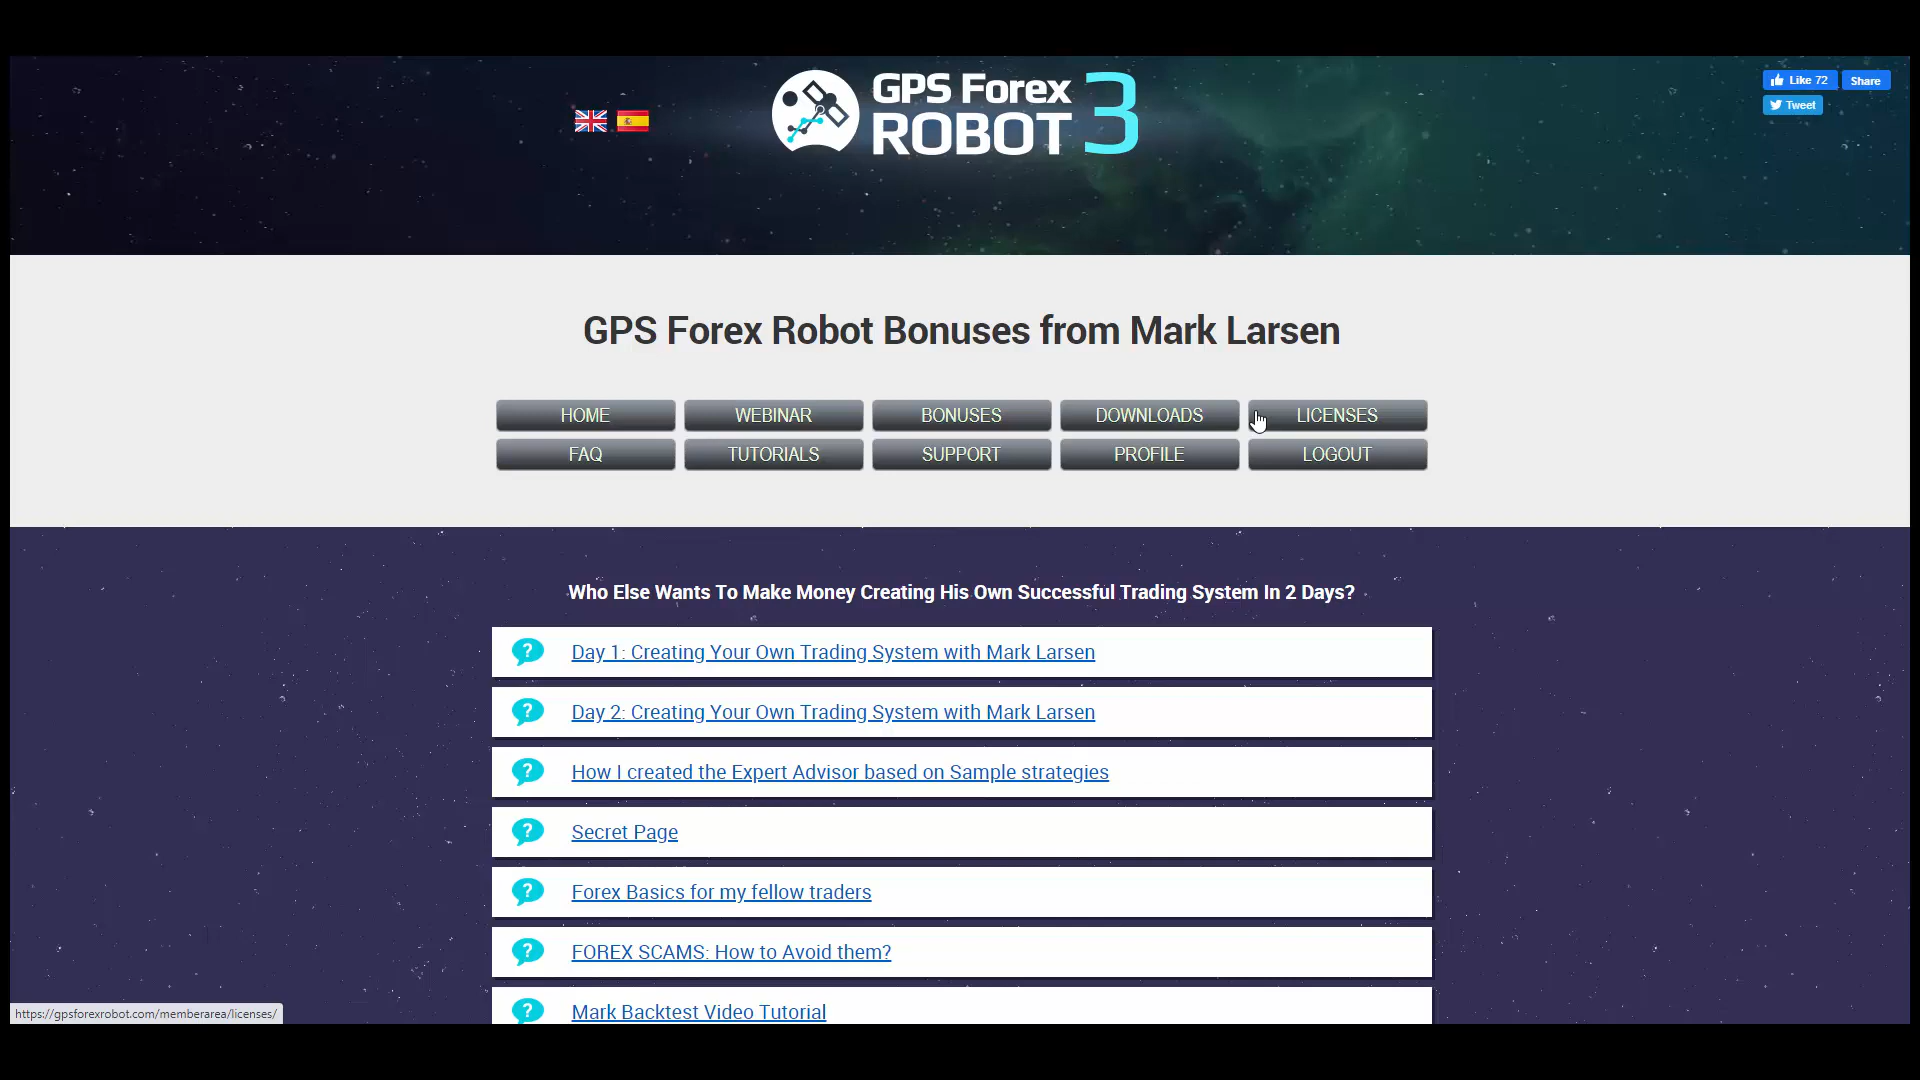 GPS Forex
ROBOT 3
Like 72
Share
Tweet
GPS Forex Robot Bonuses from Mark Larsen
HOME
WEBINAR
BONUSES
DOWNLOADS
LICENSES
FAQ
TUTORIALS
SUPPORT
PROFILE
LOGOUT
Who Else Wants To Make Money Creating His Own Successful Trading System In 2 Days?
? Day 1: Creating Your Own Trading System with Mark Larsen
? Day 2: Creating Your Own Trading System with Mark Larsen
? How I created the Expert Advisor based on Sample strategies
? Secret Page
? Forex Basics for my fellow traders
? FOREX SCAMS: How to Avoid them?
? Mark Backtest Video Tutorial
https://gpsforexrobot.com/memberarea/licenses/